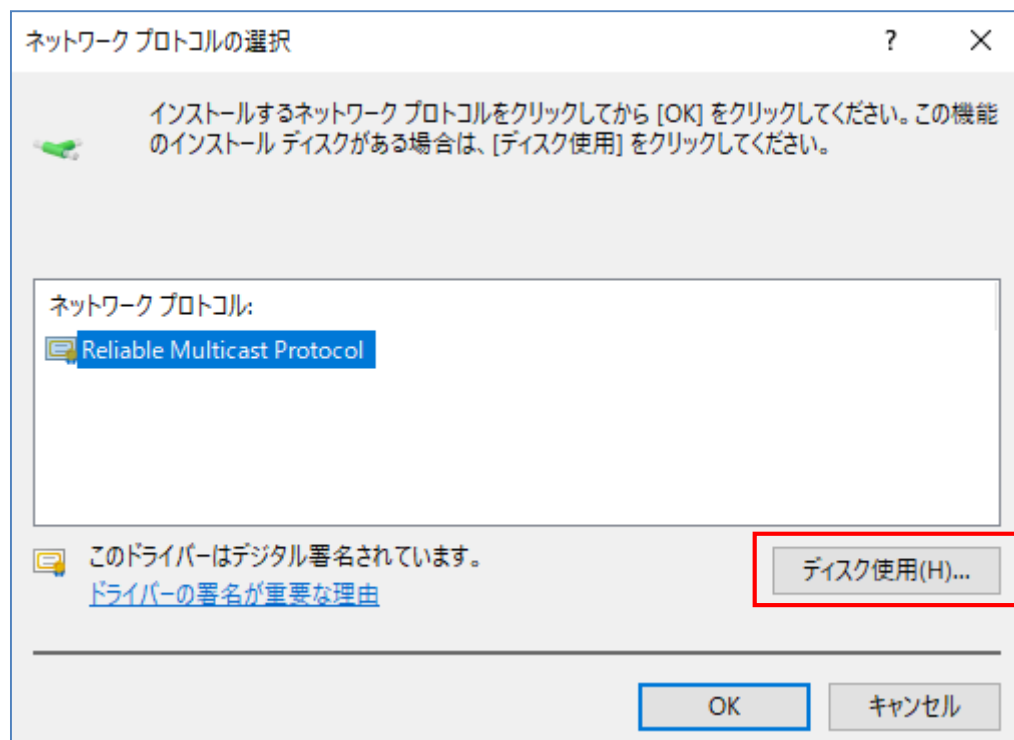 ネットワーク プロトコルの選択
?
インストールするネットワーク プロトコルをクリックしてから [OK] をクリックしてください。この機能
のインストール ディスクがある場合は、[ディスク使用] をクリックしてください。
ネットワーク プロトコル:
Reliable Multicast Protocol
このドライバーはデジタル署名されています。
ドライバーの署名が重要な理由
ディスク使用(H)...
OK
キャンセル